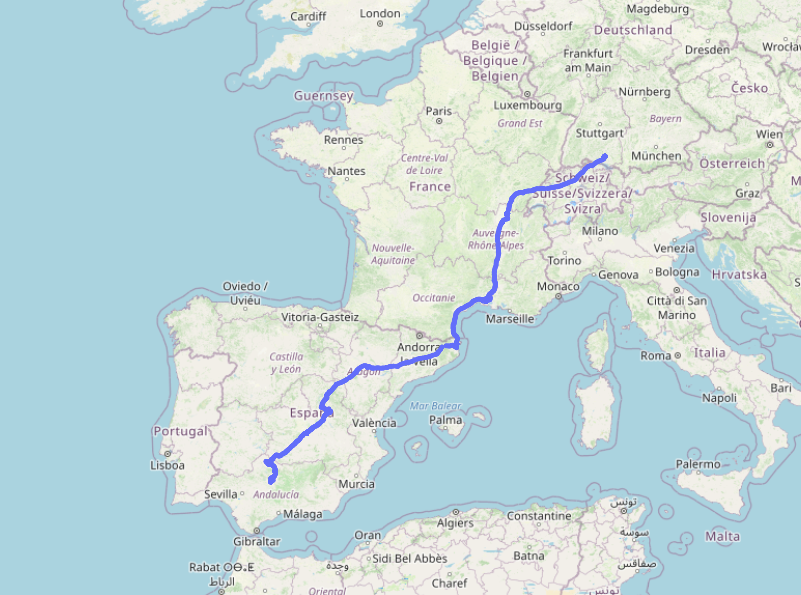 Magdeburg
Cardiff
London
Düsseldorf
Deutschland
België /
Belgique /
Belgien
Frankfurt
am Main
Dresden
Guernsey
Luxembourg
Nürnberg
Česko
Paris
Grand Est
Stuttgart
Bayern
Rennes
Wien
Centre-Val
de Loire
München
Österreich
Nantes
France
Schweiz/
Suisse/Svizzera/
Svizra
Graz
Slovenija
Auvergne-
Rhône-Alpes
Milano
Nouvelle-
Aquitaine
Torino
Venezia
Genova
Bologna
Hrvatska
Oviedo /
Uviéu
Occitanie
Monaco
Vitoria-Gasteiz
Marseille
Città di San
Marino
Andorra
la Vella
Castilla
y León
Aragón
Roma
Italia
España
Mar Balear
Bari
Napoli
Portugal
València
Palma
Lisboa
Murcia
Palermo
Sevilla
Andalucía
Málaga
تونس
Gibraltar
Algiers
Constantine
Oran
سوسة
Malta
Rabat ⵔⴱⴰⵟ
الرباط
وجدة
Sidi Bel Abbès
Batna
صفاقس
Oriental
Charef
تونس